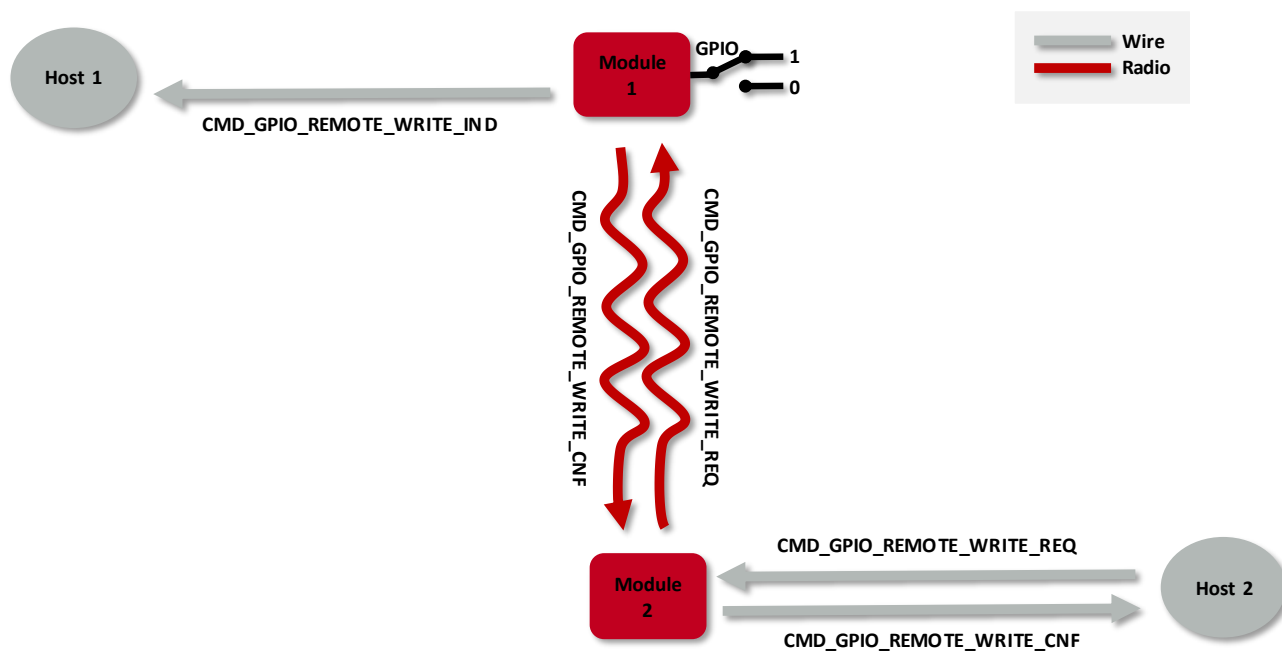 Host 1
Module
1
GPIO
1
0
Wire
Radio
CMD_GPIO_REMOTE_WRITE_IND
CMD_GPIO_REMOTE_WRITE_CNF
CMD_GPIO_REMOTE_WRITE_REQ
Module
2
CMD_GPIO_REMOTE_WRITE_REQ
CMD_GPIO_REMOTE_WRITE_CNF
Host 2